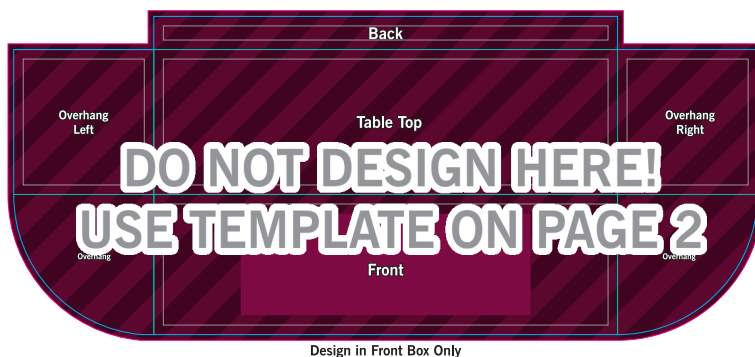 Back
Overhang
Left
Table Top
Overhang
Right
DO NOT DESIGN HERE!
USE TEMPLATE ON PAGE 2
Overhang
Overhang
Front
Design in Front Box Only